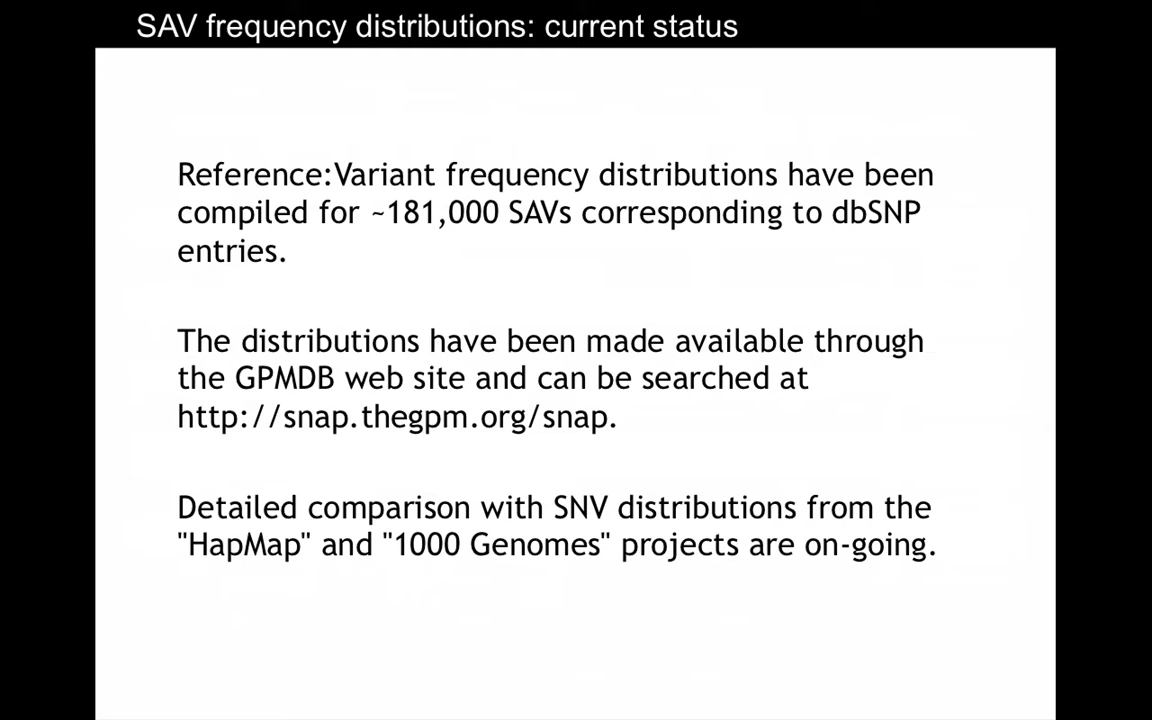 SAV frequency distributions: current status
Reference:Variant frequency distributions have been
compiled for ~181,000 SAVs corresponding to dbSNP
entries.
The distributions have been made available through
the GPMDB web site and can be searched at
http://snap.thegpm.org/snap.
Detailed comparison with SNV distributions from the
"HapMap" and "1000 Genomes" projects are on-going.